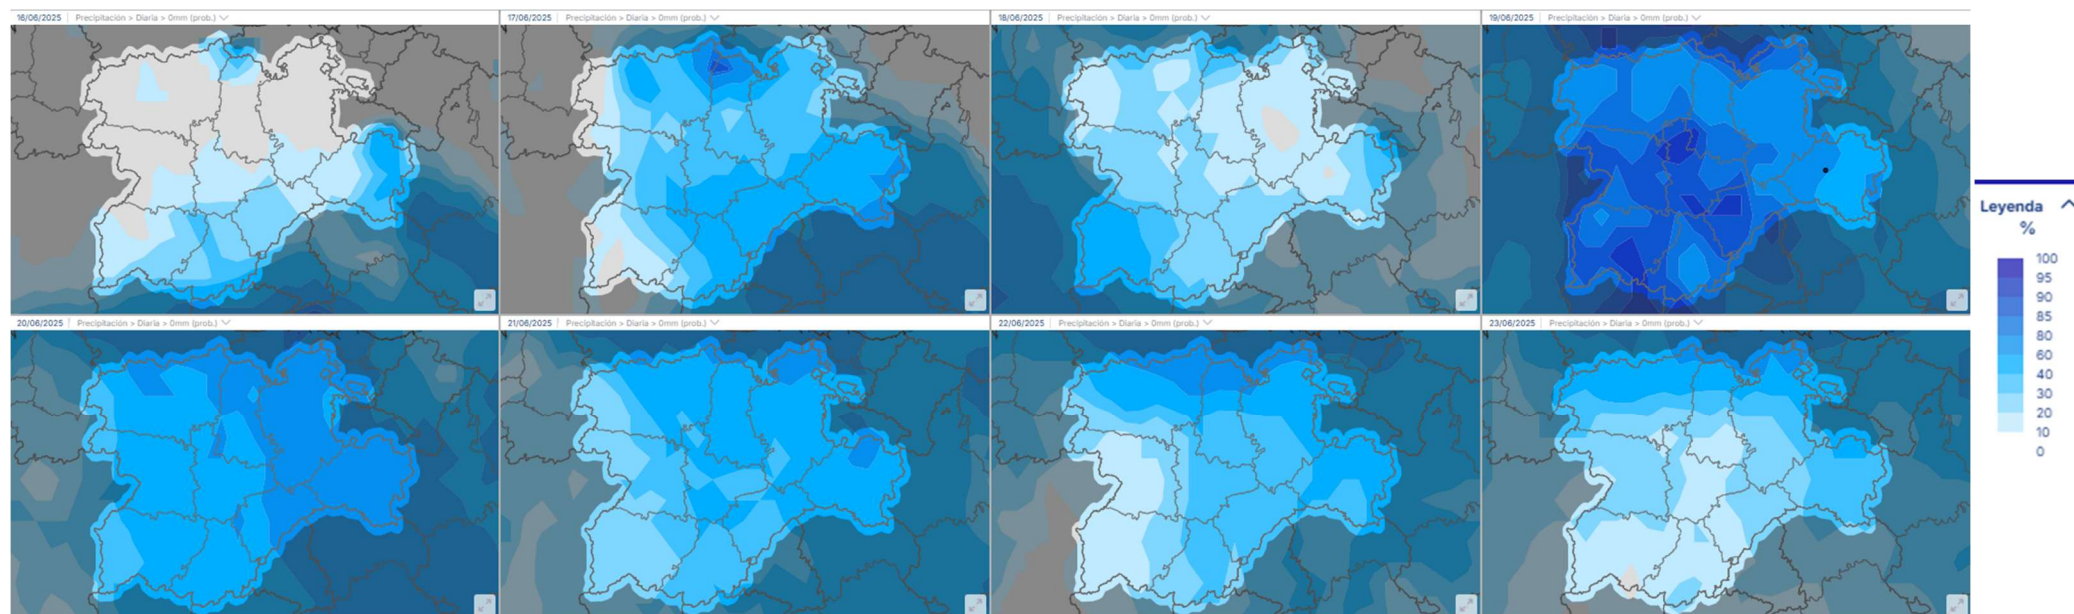 16/06/2025 Precipitación > Diaria > 0mm (prob.)
17/06/2025 Precipitación > Diaria > 0mm (prob.)
18/06/2025 Precipitación > Diaria > 0mm (prob.)
19/06/2025 Precipitación > Diaria > 0mm (prob.)
20/06/2025 Precipitación > Diaria > 0mm (prob.)
21/06/2025 Precipitación > Diaria > 0mm (prob.)
22/06/2025 Precipitación > Diaria > 0mm (prob.)
23/06/2025 Precipitación > Diaria > 0mm (prob.)
Leyenda
%
100
95
90
85
80
60
40
30
20
10
0